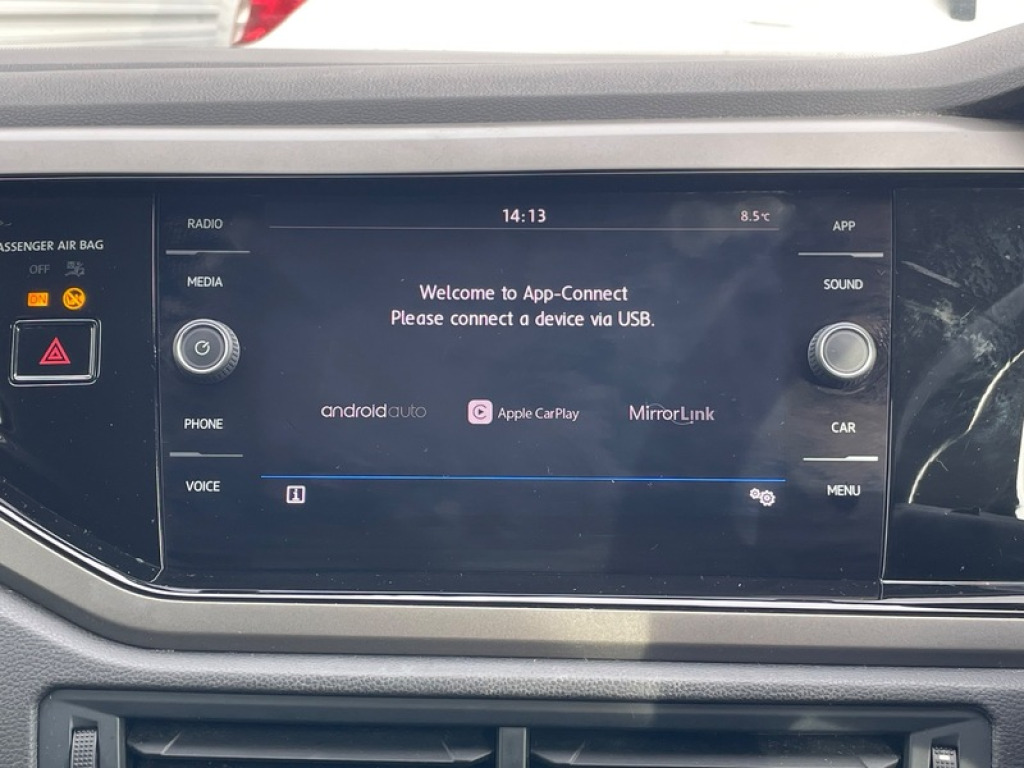 14:13
8.5°C
RADIO
MEDIA
PHONE
VOICE
APP
SOUND
CAR
MENU
AIR BAG
OFF
ON
Welcome to App-Connect
Please connect a device via USB.
androidauto
Apple CarPlay
MirrorLink
i